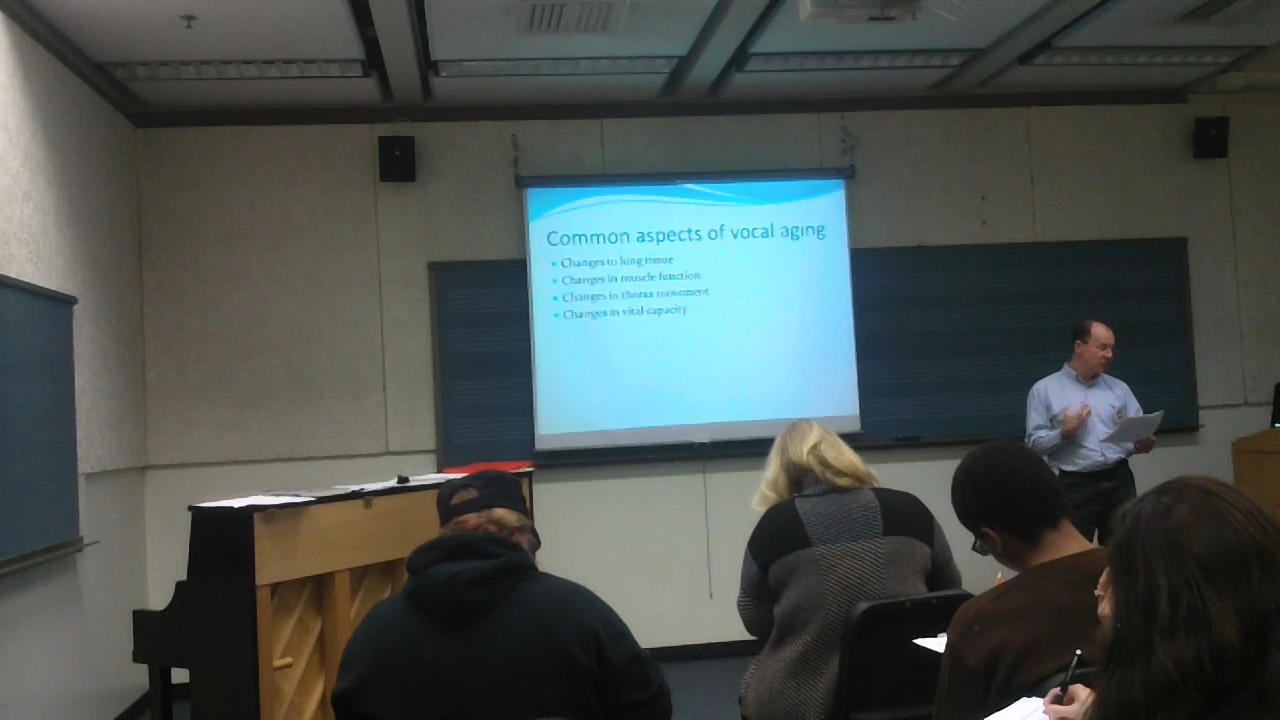 Common aspects of vocal aging
Changes to lung tissue
Changes in muscle function
Changes in thorax movement
Changes in vital capacity